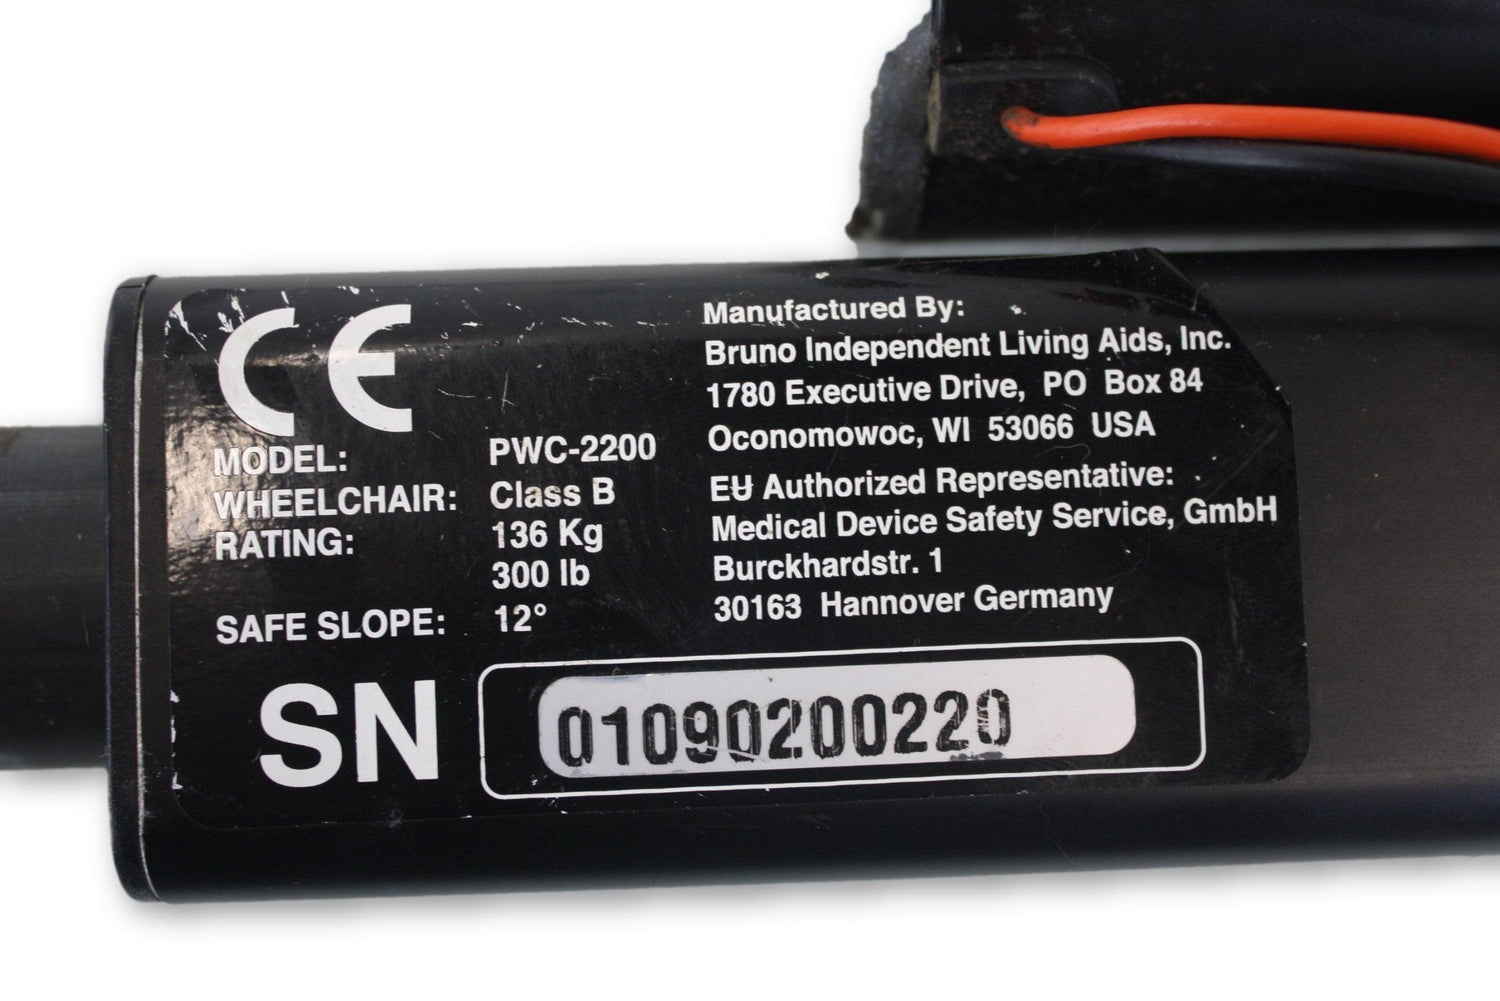 CE
MODEL: PWC-2200
WHEELCHAIR: Class B
RATING: 136 Kg
300 lb
SAFE SLOPE: 12°
Manufactured By:
Bruno Independent Living Aids, Inc.
1780 Executive Drive, PO Box 84
Oconomowoc, WI 53066 USA
EU Authorized Representative:
Medical Device Safety Service, GmbH
Burckhardstr. 1
30163 Hannover Germany
SN 01090200220